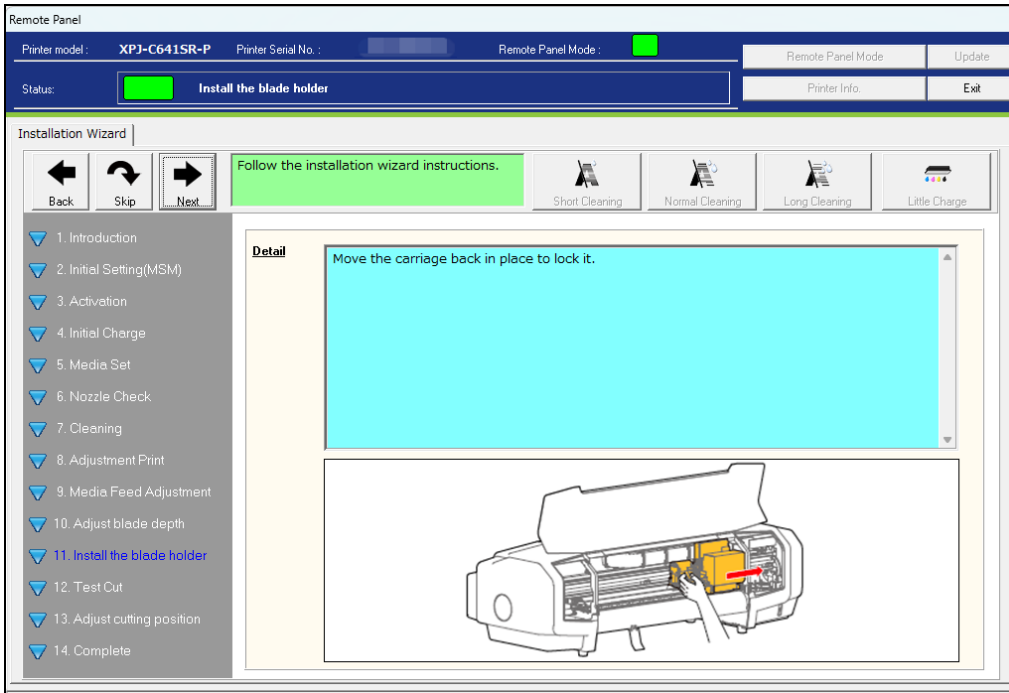 Remote Panel
Printer model : XPJ-C641SR-P Printer Serial No. : Remote Panel Mode :
Remote Panel Mode Update
Status: Install the blade holder
Printer Info. Exit
Installation Wizard
Back Skip Next
Follow the installation wizard instructions.
Short Cleaning Normal Cleaning Long Cleaning Little Charge
1. Introduction
2. Initial Setting(MSM)
3. Activation
4. Initial Charge
5. Media Set
6. Nozzle Check
7. Cleaning
8. Adjustment Print
9. Media Feed Adjustment
10. Adjust blade depth
11. Install the blade holder
12. Test Cut
13. Adjust cutting position
14. Complete
Detail
Move the carriage back in place to lock it.